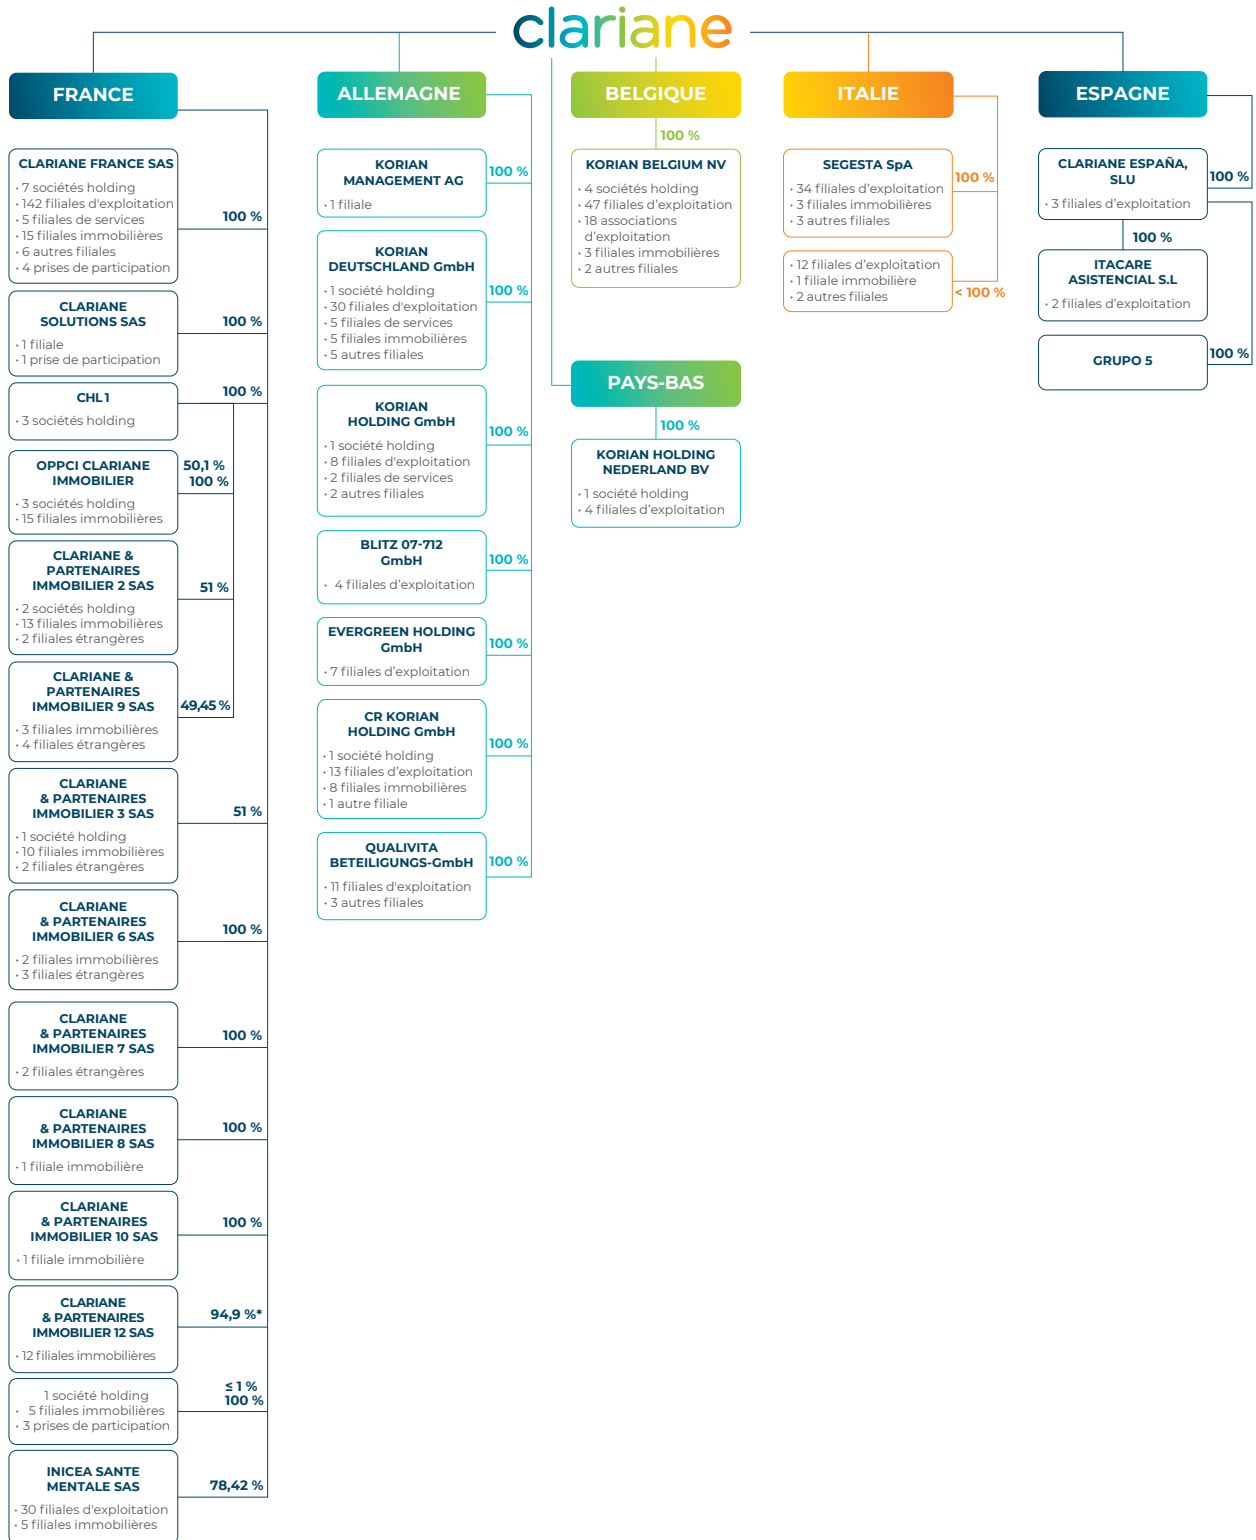 clariane
FRANCE
CLARIANE FRANCE SAS
• 7 sociétés holding
• 142 filiales d'exploitation
• 5 filiales de services
• 15 filiales immobilières
• 6 autres filiales
• 4 prises de participation
100 %
CLARIANE
SOLUTIONS SAS
• 1 filiale
• 1 prise de participation
100 %
CHL 1
• 3 sociétés holding
100 %
OPPCI CLARIANE
IMMOBILIER
• 3 sociétés holding
• 15 filiales immobilières
50,1 %
100 %
CLARIANE &
PARTENAIRES
IMMOBILIER 2 SAS
• 2 sociétés holding
• 13 filiales immobilières
• 2 filiales étrangères
51 %
CLARIANE &
PARTENAIRES
IMMOBILIER 9 SAS
• 3 filiales immobilières
• 4 filiales étrangères
49,45 %
CLARIANE
& PARTENAIRES
IMMOBILIER 3 SAS
• 1 société holding
• 10 filiales immobilières
• 2 filiales étrangères
51 %
CLARIANE
& PARTENAIRES
IMMOBILIER 6 SAS
• 2 filiales immobilières
• 3 filiales étrangères
100 %
CLARIANE
& PARTENAIRES
IMMOBILIER 7 SAS
• 2 filiales étrangères
100 %
CLARIANE
& PARTENAIRES
IMMOBILIER 8 SAS
• 1 filiale immobilière
100 %
CLARIANE
& PARTENAIRES
IMMOBILIER 10 SAS
• 1 filiale immobilière
100 %
CLARIANE
& PARTENAIRES
IMMOBILIER 12 SAS
• 12 filiales immobilières
94,9 %*
1 société holding
• 5 filiales immobilières
• 3 prises de participation
≤ 1 %
100 %
INICEA SANTE
MENTALE SAS
• 30 filiales d'exploitation
• 5 filiales immobilières
78,42 %
ALLEMAGNE
KORIAN
MANAGEMENT AG
• 1 filiale
100 %
KORIAN
DEUTSCHLAND GmbH
• 1 société holding
• 30 filiales d'exploitation
• 5 filiales de services
• 5 filiales immobilières
• 5 autres filiales
100 %
KORIAN
HOLDING GmbH
• 1 société holding
• 8 filiales d'exploitation
• 2 filiales de services
• 2 autres filiales
100 %
BLITZ 07-712
GmbH
• 4 filiales d’exploitation
100 %
EVERGREEN HOLDING
GmbH
• 7 filiales d’exploitation
100 %
CR KORIAN
HOLDING GmbH
• 1 société holding
• 13 filiales d’exploitation
• 8 filiales immobilières
• 1 autre filiale
100 %
QUALIVITA
BETEILIGUNGS-GmbH
• 11 filiales d'exploitation
• 3 autres filiales
100 %
BELGIQUE
100 %
KORIAN BELGIUM NV
• 4 sociétés holding
• 47 filiales d’exploitation
• 18 associations
d’exploitation
• 3 filiales immobilières
• 2 autres filiales
PAYS-BAS
100 %
KORIAN HOLDING
NEDERLAND BV
• 1 société holding
• 4 filiales d’exploitation
ITALIE
SEGESTA SpA
• 34 filiales d’exploitation
• 3 filiales immobilières
• 3 autres filiales
100 %
• 12 filiales d’exploitation
• 1 filiale immobilière
• 2 autres filiales
< 100 %
ESPAGNE
CLARIANE ESPAÑA,
SLU
• 3 filiales d’exploitation
100 %
100 %
ITACARE
ASISTENCIAL S.L
• 2 filiales d’exploitation
GRUPO 5
100 %